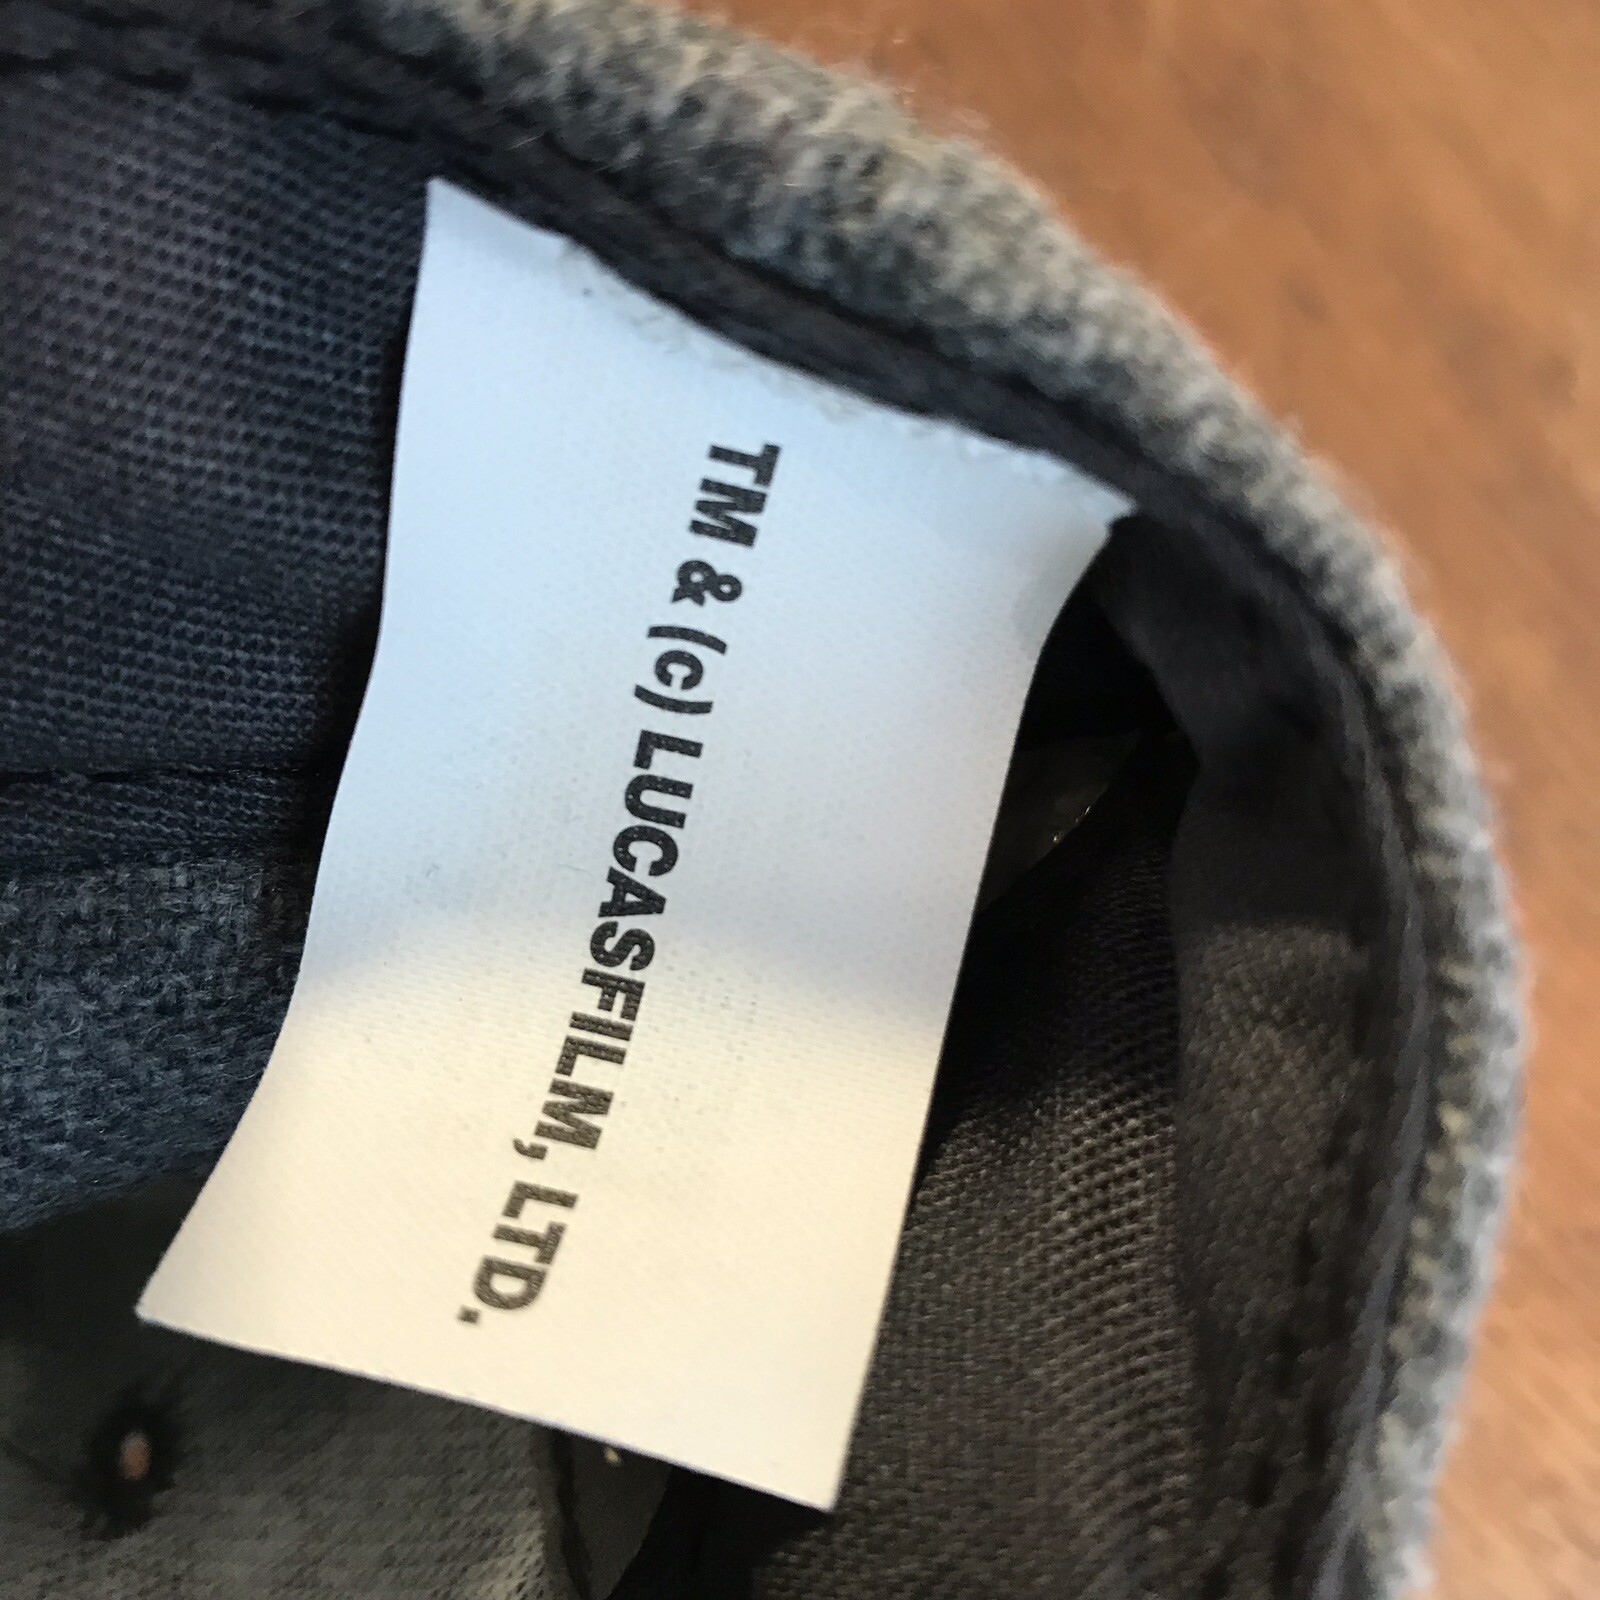 TM & (c) LUCASFILM, LTD.